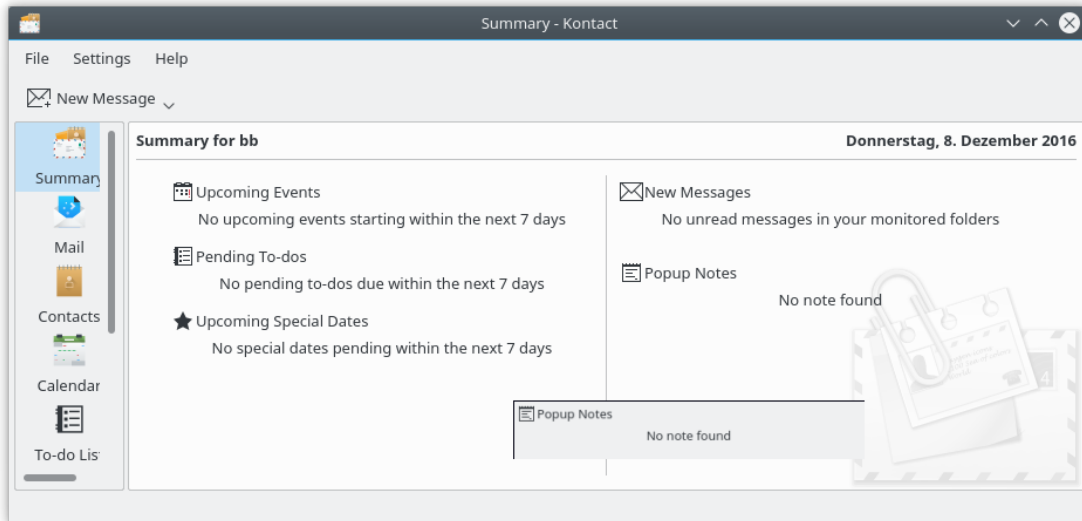 Summary - Kontact
File Settings Help
New Message
Summary
Mail
Contacts
Calendar
To-do Lis
Summary for bb
Donnerstag, 8. Dezember 2016
Upcoming Events
No upcoming events starting within the next 7 days
Pending To-dos
No pending to-dos due within the next 7 days
Upcoming Special Dates
No special dates pending within the next 7 days
New Messages
No unread messages in your monitored folders
Popup Notes
No note found
Popup Notes
No note found